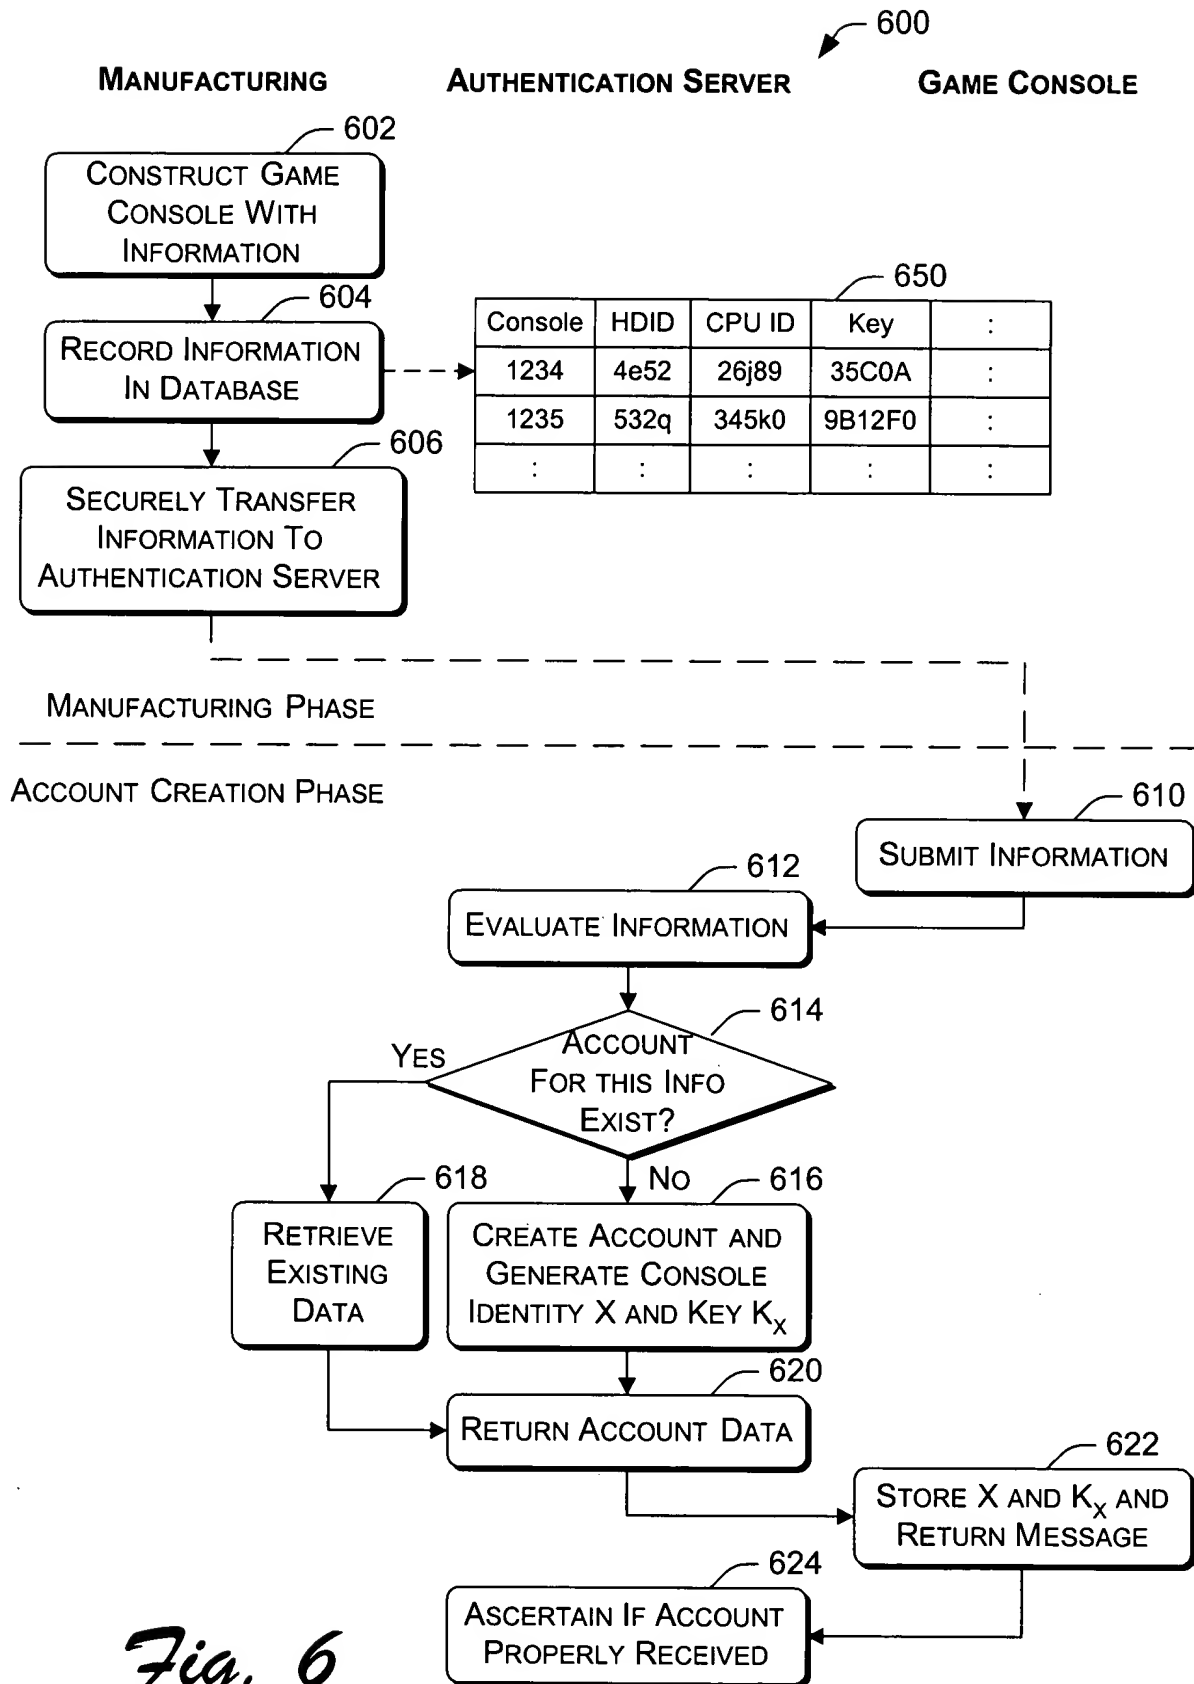 600
MANUFACTURING AUTHENTICATION SERVER GAME CONSOLE
602
CONSTRUCT GAME
CONSOLE WITH
INFORMATION
604
RECORD INFORMATION
IN DATABASE
606
SECURELY TRANSFER
INFORMATION TO
AUTHENTICATION SERVER
650
Console HDID CPU ID Key :
1234 4e52 26j89 35C0A :
1235 532q 345k0 9B12F0 :
: : : : :
MANUFACTURING PHASE
ACCOUNT CREATION PHASE
610
SUBMIT INFORMATION
612
EVALUATE INFORMATION
614
ACCOUNT
FOR THIS INFO
EXIST?
YES
NO
618
RETRIEVE
EXISTING
DATA
616
CREATE ACCOUNT AND
GENERATE CONSOLE
IDENTITY X AND KEY KX
620
RETURN ACCOUNT DATA
622
STORE X AND KX AND
RETURN MESSAGE
624
ASCERTAIN IF ACCOUNT
PROPERLY RECEIVED
Fig. 6